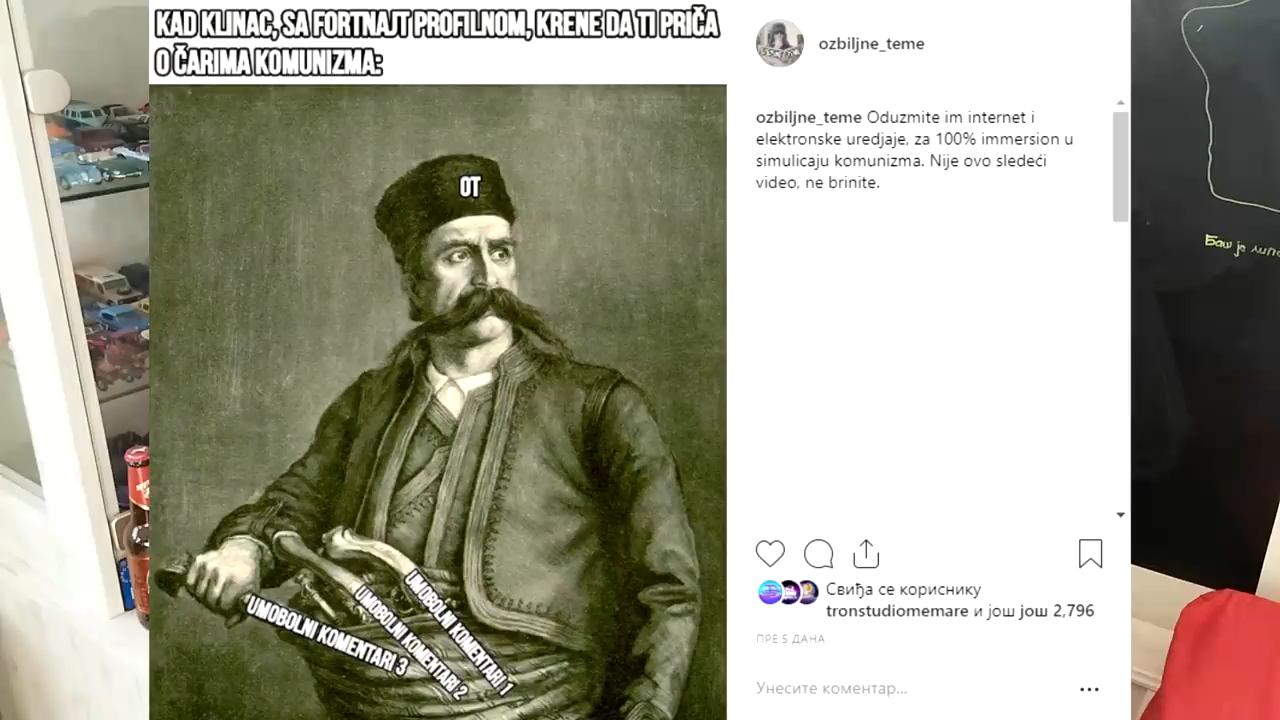 KAD KLINAC, SA FORTNAJT PROFILNOM, KRENE DA TI PRIČA
O ČARIMA KOMUNIZMA:
OT
UMOBOLNI KOMENTARI 1
UMOBOLNI KOMENTARI 2
UMOBOLNI KOMENTARI 3
ozbiljne_teme
ozbiljne_teme Oduzmite im internet i
elektronske uredjaje, za 100% immersion u
simulicaju komunizma. Nije ovo sledeći
video, ne brinite.
Свиђа се кориснику
tronstudiomemare и још још 2,796
ПРЕ 5 ДАНА
Унесите коментар...
Баш је